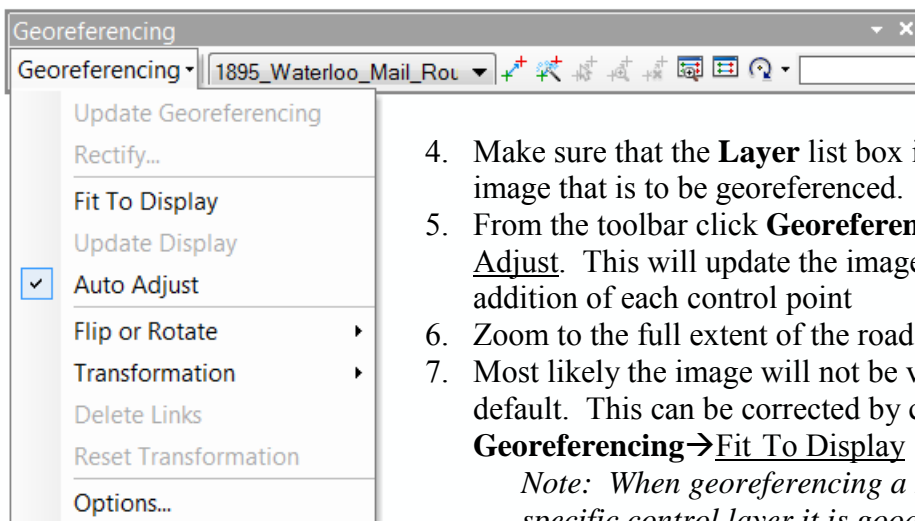 Georeferencing
Georeferencing 1895_Waterloo_Mail_Rou
Update Georeferencing
Rectify...
Fit To Display
Update Display
Auto Adjust
Flip or Rotate
Transformation
Delete Links
Reset Transformation
Options...
4. Make sure that the Layer list box
image that is to be georeferenced.
5. From the toolbar click Georeferen
Adjust. This will update the image
addition of each control point
6. Zoom to the full extent of the road
7. Most likely the image will not be
default. This can be corrected by
Georeferencing→Fit To Display
Note: When georeferencing a
specific control layer it is good